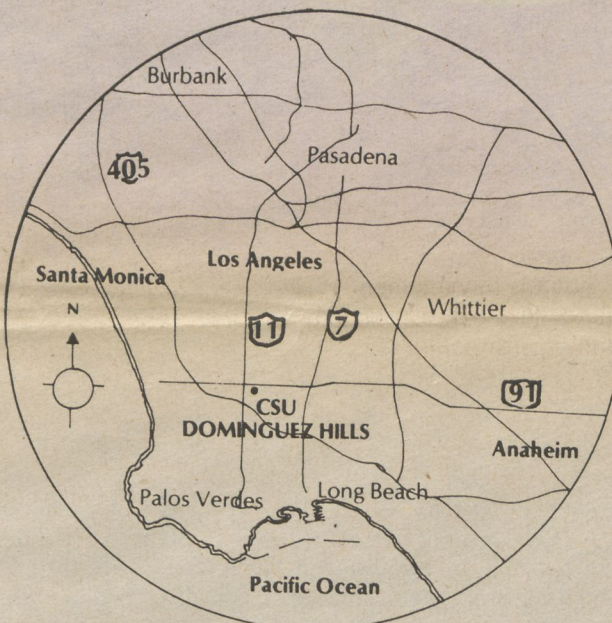 Burbank
Pasadena
405
Los Angeles
Santa Monica
N
Whittier
11
7
91
CSU
DOMINGUEZ HILLS
Anaheim
Palos Verdes
Long Beach
Pacific Ocean